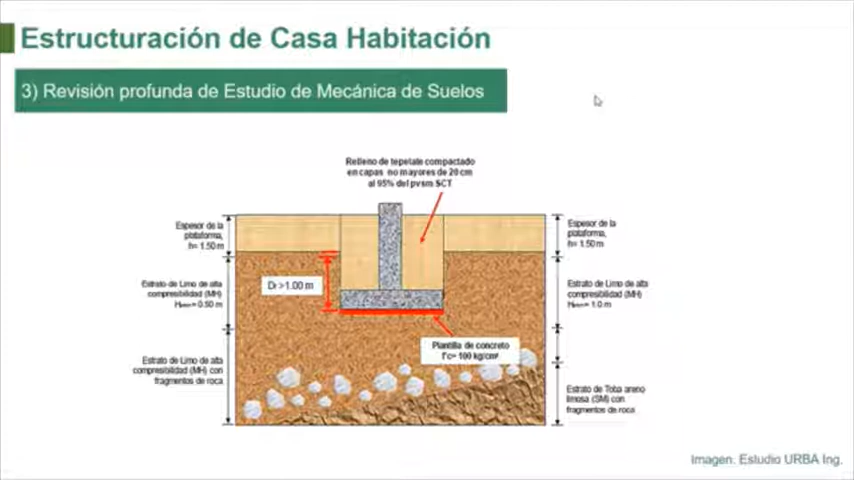 Estructuración de Casa Habitación
3) Revisión profunda de Estudio de Mecánica de Suelos
Relleno de tepetate compactado
en capas no mayores de 20 cm
al 95% del pvsm SCT
Espesor de la
plataforma,
h= 1.50 m
Estrato de Limo de alta
compresibilidad (MH)
= 0.50 m
Estrato de Limo de alta
compresibilidad (MH) con
fragmentos de roca
Df >1.00 m
Plantilla de concreto
f'c= 100 kg/cm²
Espesor de la
plataforma,
h= 1.50 m
Estrato de Limo de alta
compresibilidad (MH)
= 1.0 m
Estrato de Toba areno
limosa (SM) con
fragmentos de roca
Imagen. Estudio URBA Ing.